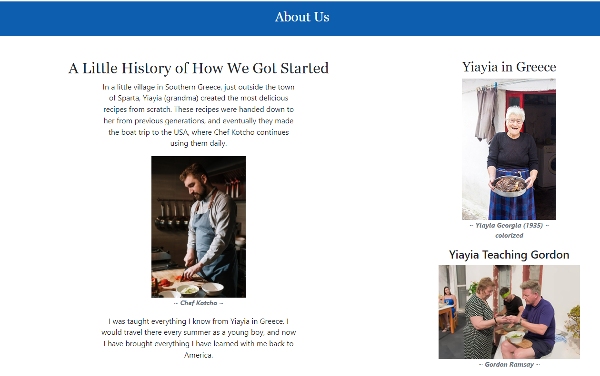 About Us
A Little History of How We Got Started
In a little village in Southern Greece, just outside the town
of Sparta, Yiayia (grandma) created the most delicious
recipes from scratch. These recipes were handed down to
her from previous generations, and eventually they made
the boat trip to the USA, where Chef Kotcho continues
using them daily.
~ Chef Kotcho ~
I was taught everything I know from Yiayia in Greece. I
would travel there every summer as a young boy, and now
I have brought everything I have learned with me back to
America.
Yiayia in Greece
~ Yiayia Georgia (1935) ~
colorized
Yiayia Teaching Gordon
~ Gordon Ramsay ~